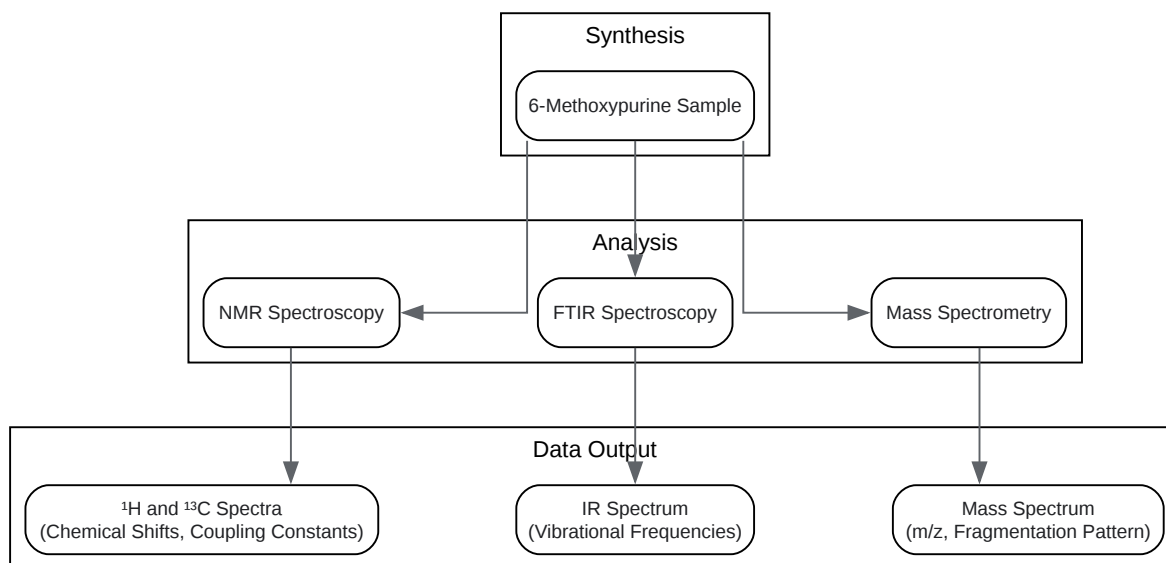 Synthesis
6-Methoxypurine Sample
Analysis
NMR Spectroscopy
FTIR Spectroscopy
Mass Spectrometry
Data Output
¹H and ¹³C Spectra
(Chemical Shifts, Coupling Constants)
IR Spectrum
(Vibrational Frequencies)
Mass Spectrum
(m/z, Fragmentation Pattern)